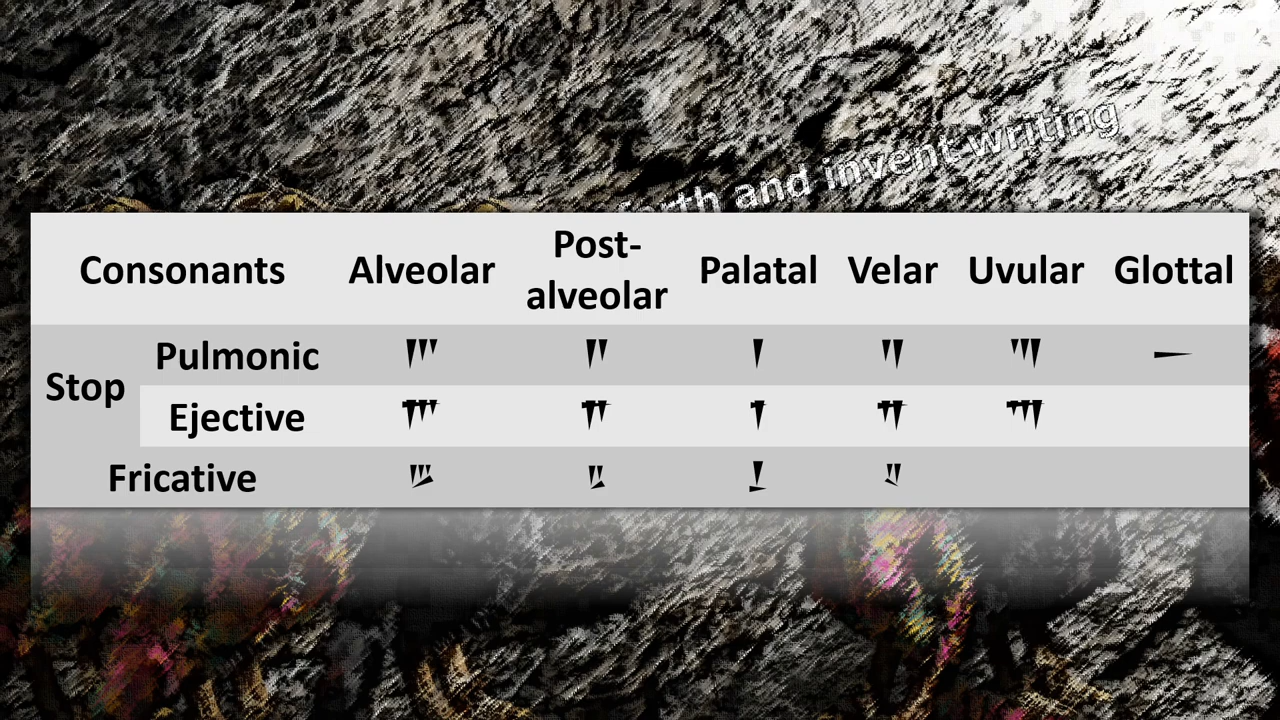 and invent writing
Consonants Alveolar Post-alveolar Palatal Velar Uvular Glottal
Stop Pulmonic
Ejective
Fricative